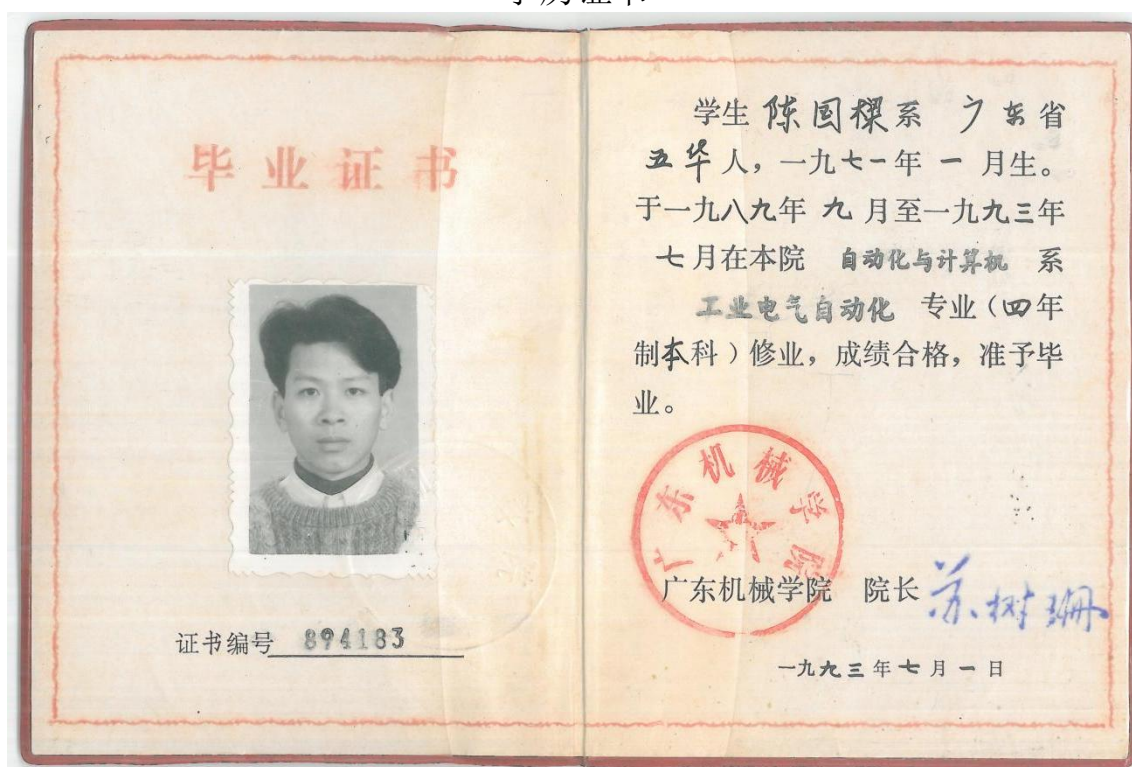 毕业证书
证书编号 894183
学生 陈国樑 系 广东省
五华人，一九七一年 一 月生。
于一九八九年 九 月至一九九三年
七月在本院 自动化与计算机 系
工业电气自动化 专业（四年
制本科）修业，成绩合格，准予毕
业。
广东机械学院
广东机械学院 院长 苏树珊
一九九三年七月一日